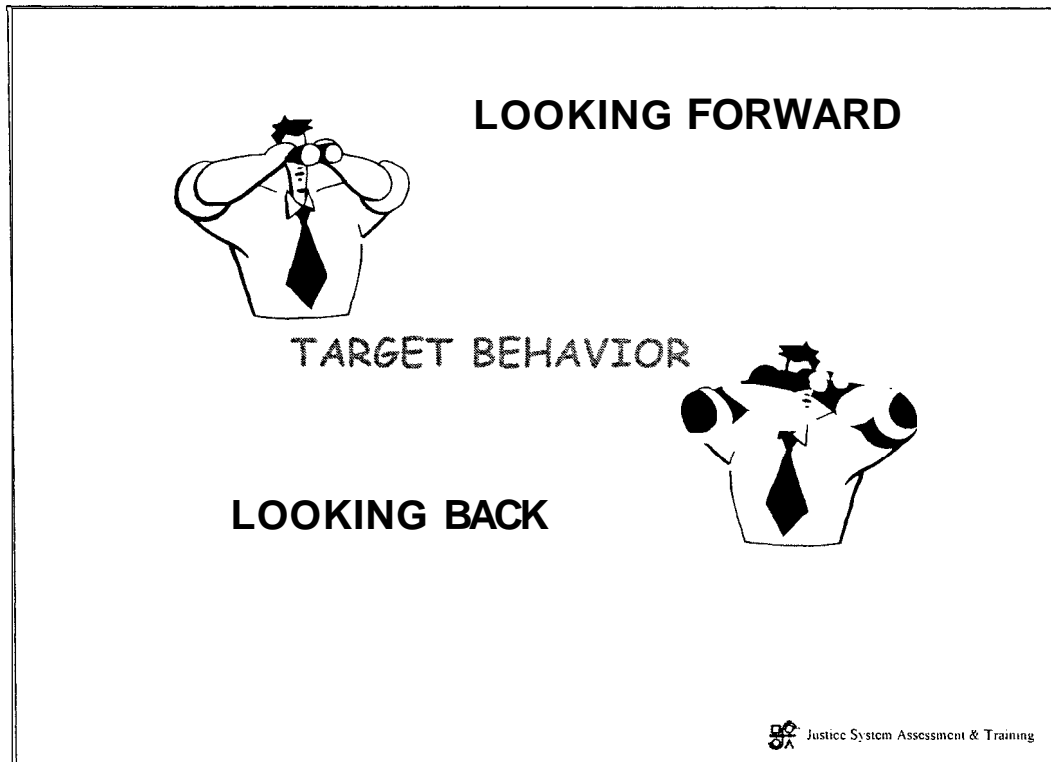 LOOKING FORWARD
TARGET BEHAVIOR
LOOKING BACK
Justice System Assessment & Training